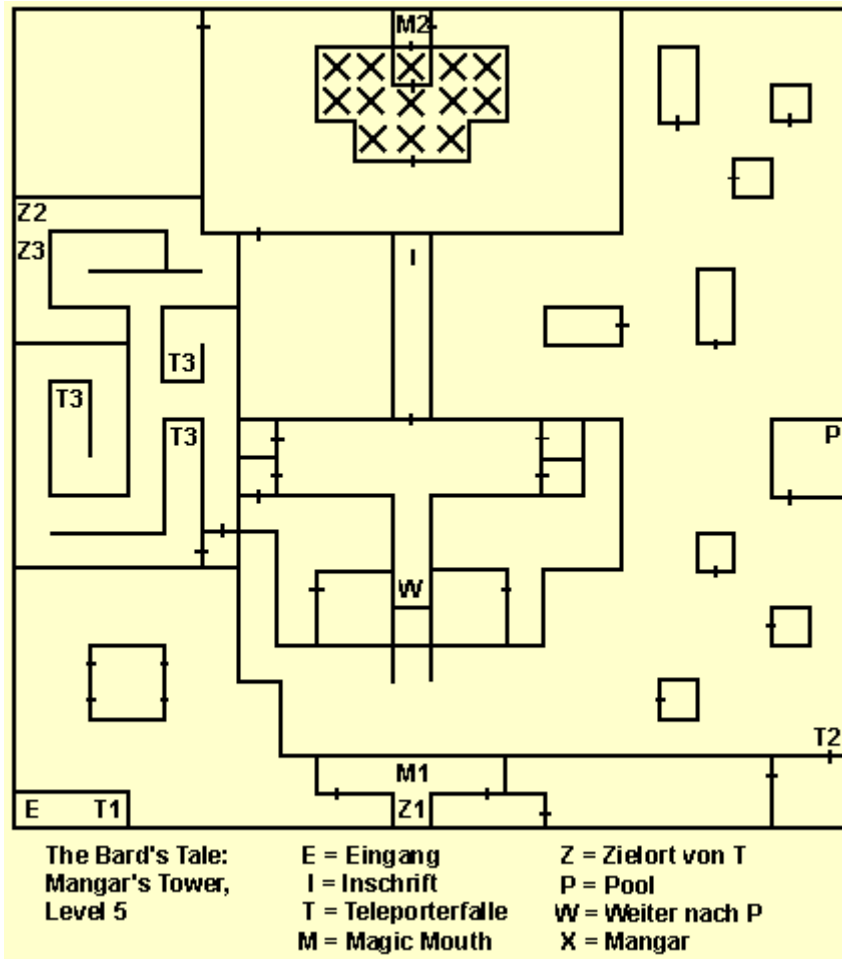 M2
Z2
Z3
I
T3
T3
T3
P
W
T2
M1
E T1 Z1
The Bard's Tale: E = Eingang Z = Zielort von T
Mangar's Tower, I = Inschrift P = Pool
Level 5 T = Teleporterfalle W = Weiter nach P
M = Magic Mouth X = Mangar